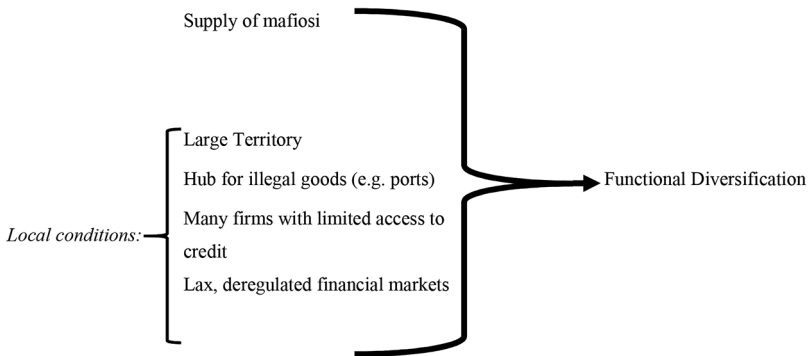 Supply of mafiosi
Large Territory
Hub for illegal goods (e.g. ports)
Functional Diversification
Many firms with limited access to
Local conditions:
credit
Lax, deregulated financial markets